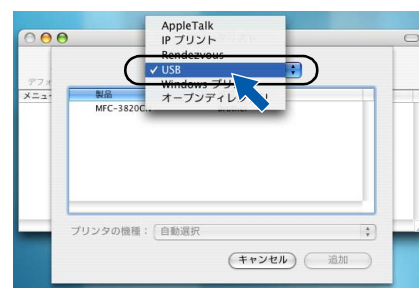 AppleTalk
IP プリント
Rendezvous
✓ USB
Windows プリ
オープンディレ
デフォ
メニュー
製品
MFC-3820C
プリンタの機種： 自動選択
キャンセル
追加